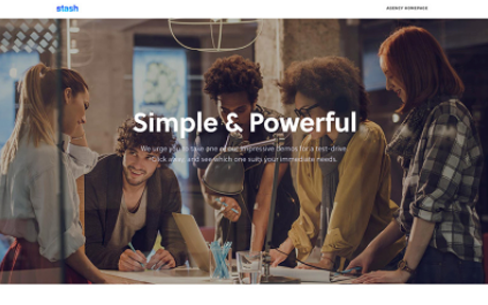 stash
AGENCY HOMEPAGE
Simple & Powerful
We urge you to take one of our impressive demos for a test-drive.
Click away and see which one suits your immediate needs.